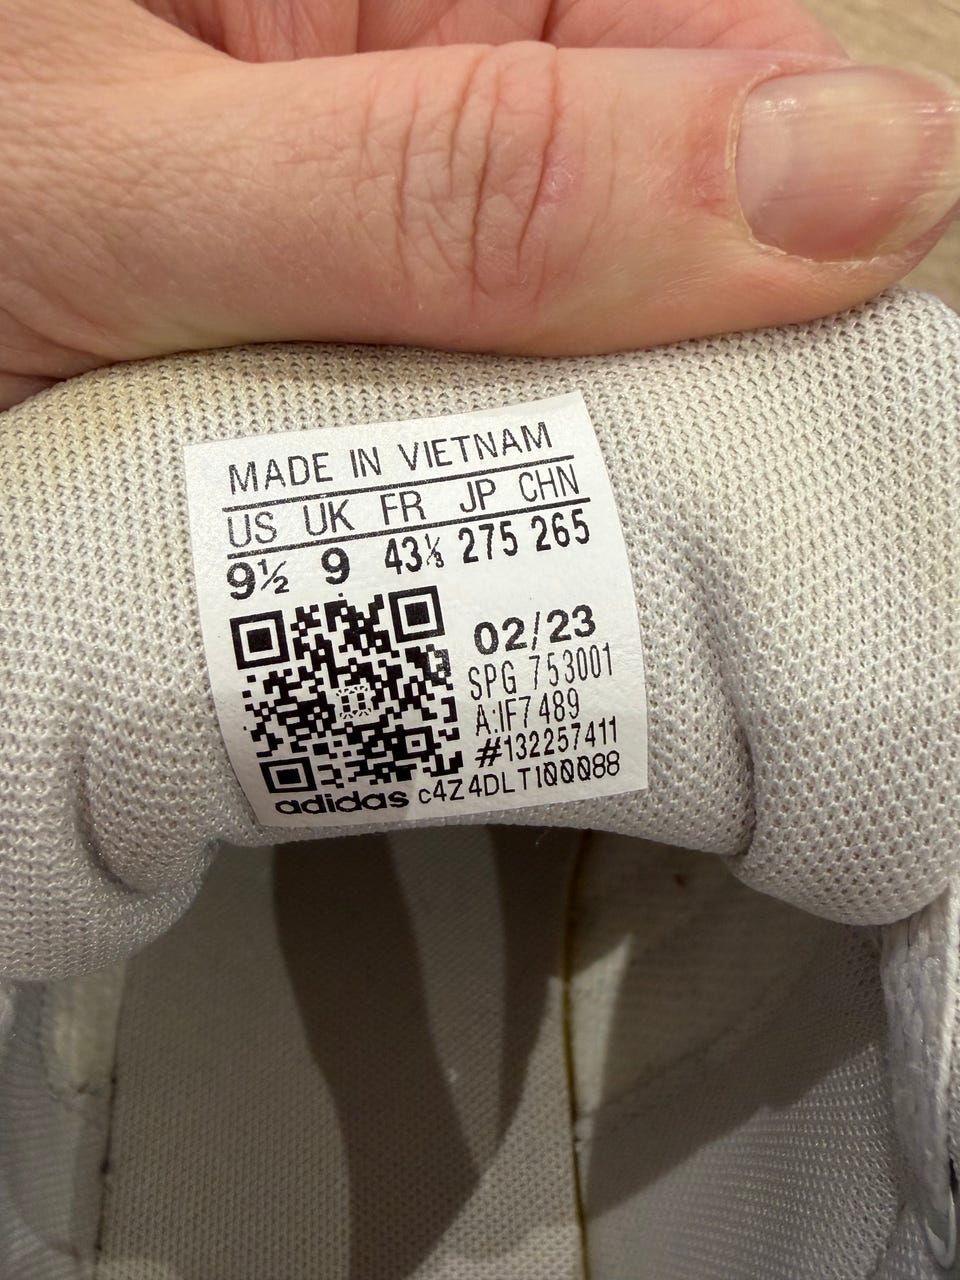 MADE IN VIETNAM
US UK FR JP CHN
9½ 9 43⅓ 275 265
02/23
SPG 753001
A:IF7489
#132257411
adidas c4Z4DLT100088